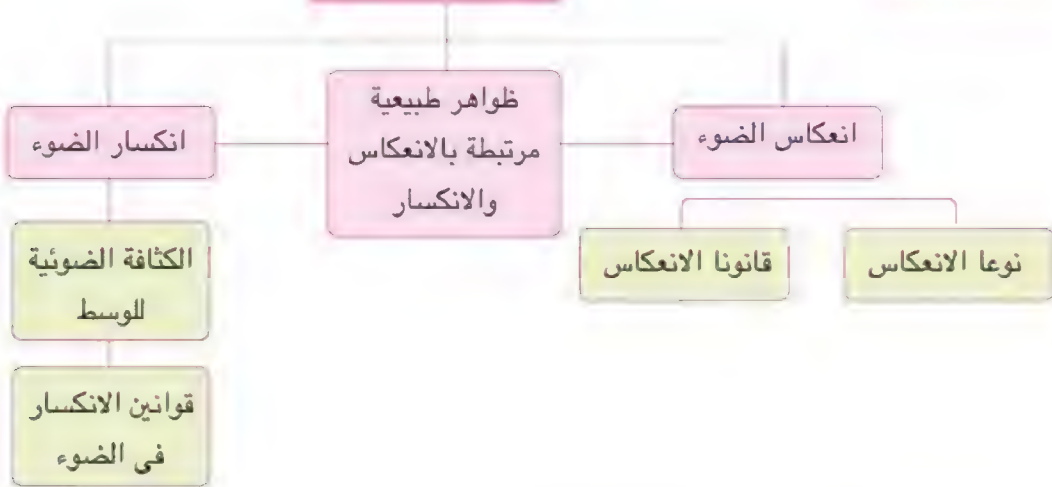 انعكاس الضوء
ظواهر طبيعية
مرتبطة بالانعكاس
والانكسار
انكسار الضوء
نوعا الانعكاس
قانونا الانعكاس
الكثافة الضوئية
للوسط
قوانين الانكسار
فى الضوء